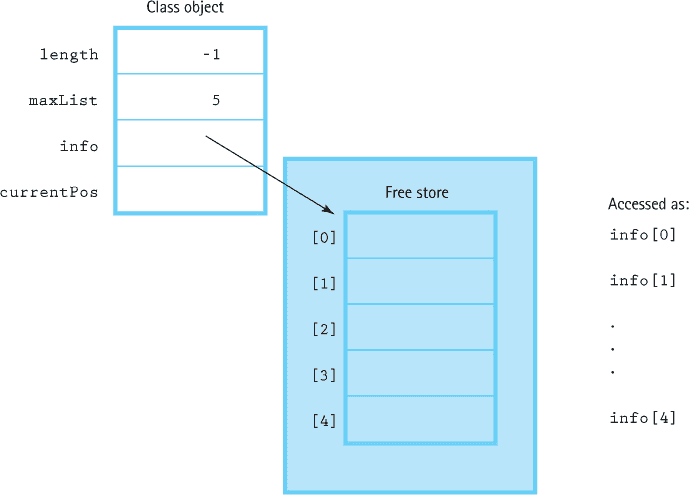 Class object
length -1
maxList 5
info
currentPos
Free store
Accessed as:
[0] info[0]
[1] info[1]
[2] .
.
[3] .
[4] info[4]